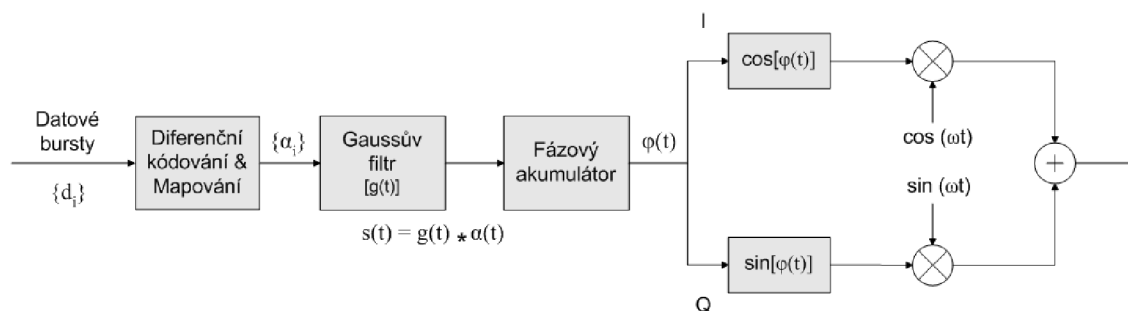 I
cos[φ(t)]
Datové
bursty
{d_i}
Diferenční
kódování &
Mapování
{α_i}
Gaussův
filtr
[g(t)]
s(t) = g(t) * α(t)
Fázový
akumulátor
φ(t)
cos (ωt)
sin (ωt)
+
sin[φ(t)]
Q